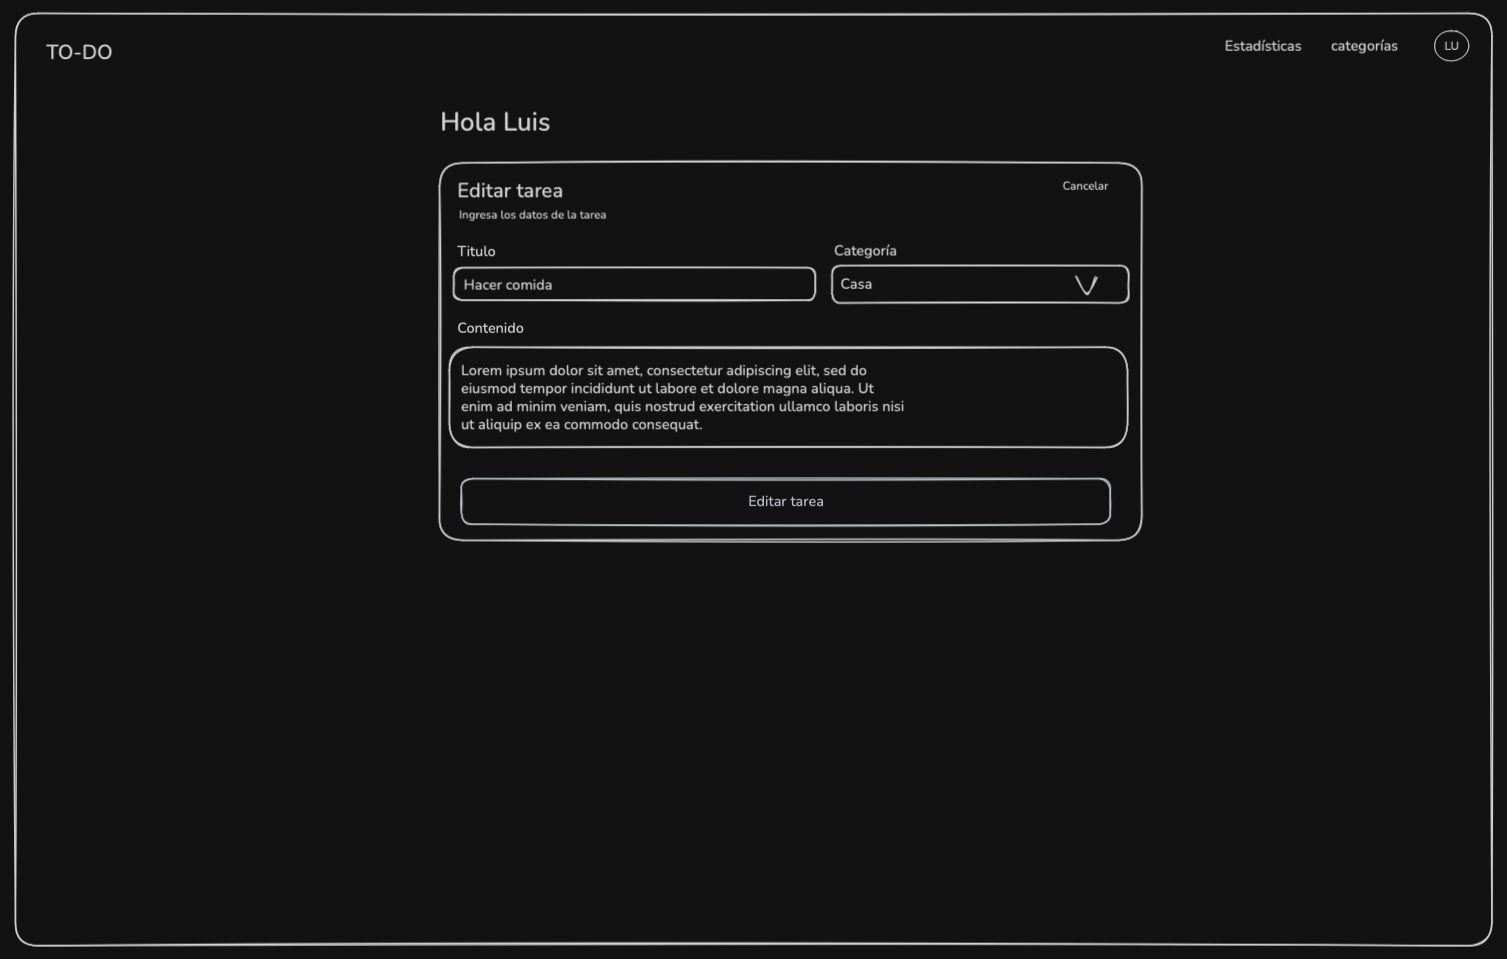 TO-DO
Estadísticas
categorías
LU
Hola Luis
Editar tarea
Cancelar
Ingresa los datos de la tarea
Titulo
Categoría
Hacer comida
Casa
Contenido
Lorem ipsum dolor sit amet, consectetur adipiscing elit, sed do
eiusmod tempor incididunt ut labore et dolore magna aliqua. Ut
enim ad minim veniam, quis nostrud exercitation ullamco laboris nisi
ut aliquip ex ea commodo consequat.
Editar tarea